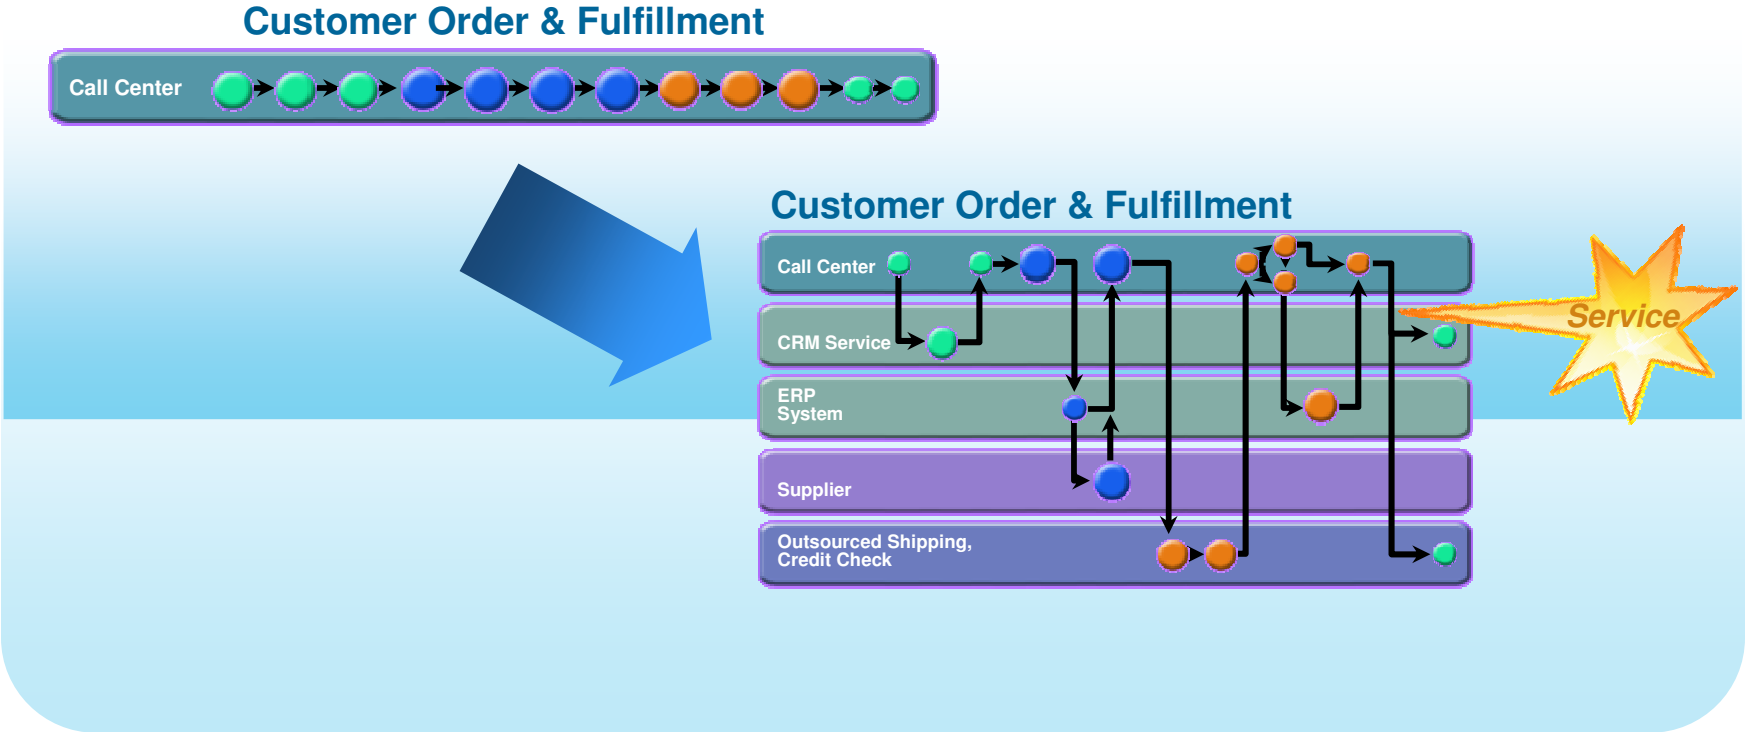 Customer Order & Fulfillment
Call Center
Customer Order & Fulfillment
Call Center
CRM Service
Service
ERP
System
Supplier
Outsourced Shipping,
Credit Check